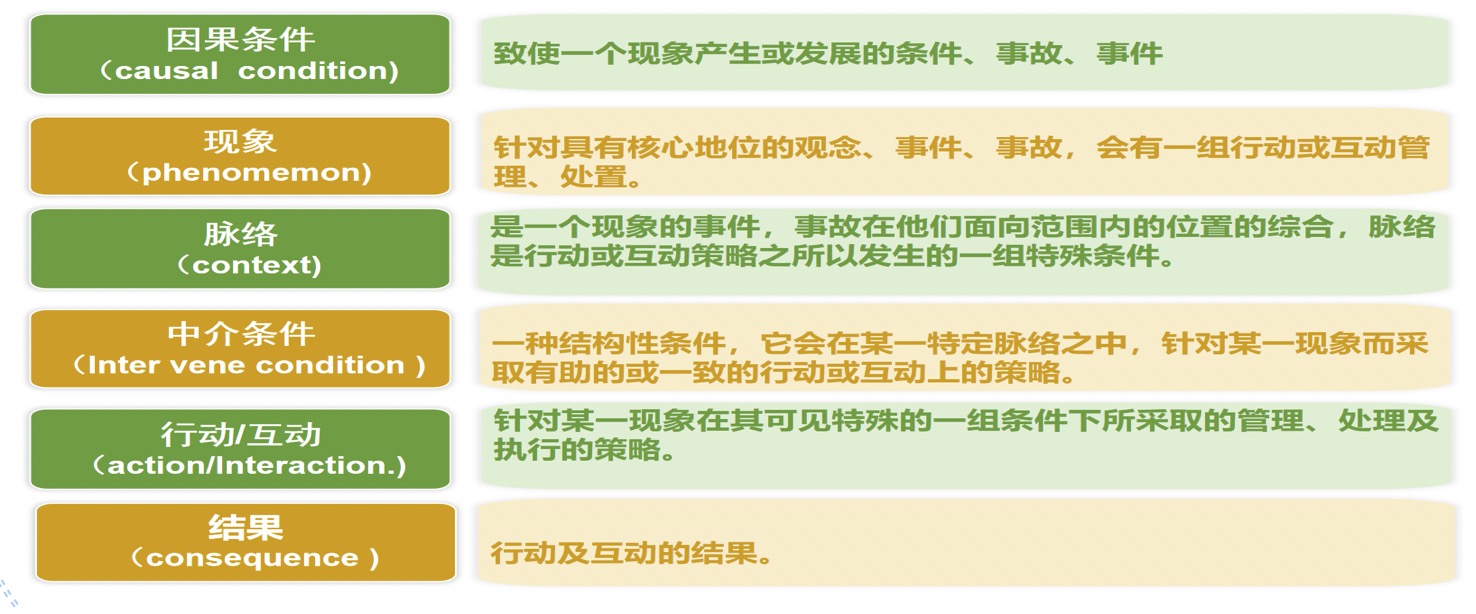 因果条件
（causal condition)
致使一个现象产生或发展的条件、事故、事件
现象
（phenomemon)
针对具有核心地位的观念、事件、事故，会有一组行动或互动管
理、处置。
脉络
（context)
是一个现象的事件，事故在他们面向范围内的位置的综合，脉络
是行动或互动策略之所以发生的一组特殊条件。
中介条件
（Inter vene condition )
一种结构性条件，它会在某一特定脉络之中，针对某一现象而采
取有助的或一致的行动或互动上的策略。
行动/互动
（action/Interaction.)
针对某一现象在其可见特殊的一组条件下所采取的管理、处理及
执行的策略。
结果
（consequence )
行动及互动的结果。